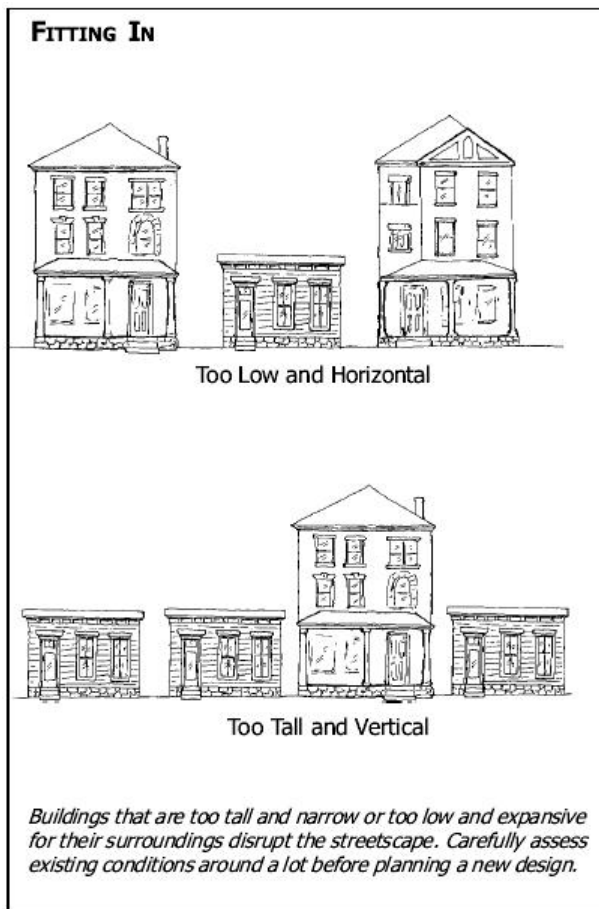 FITTING IN
Too Low and Horizontal
Too Tall and Vertical
Buildings that are too tall and narrow or too low and expansive
for their surroundings disrupt the streetscape. Carefully assess
existing conditions around a lot before planning a new design.